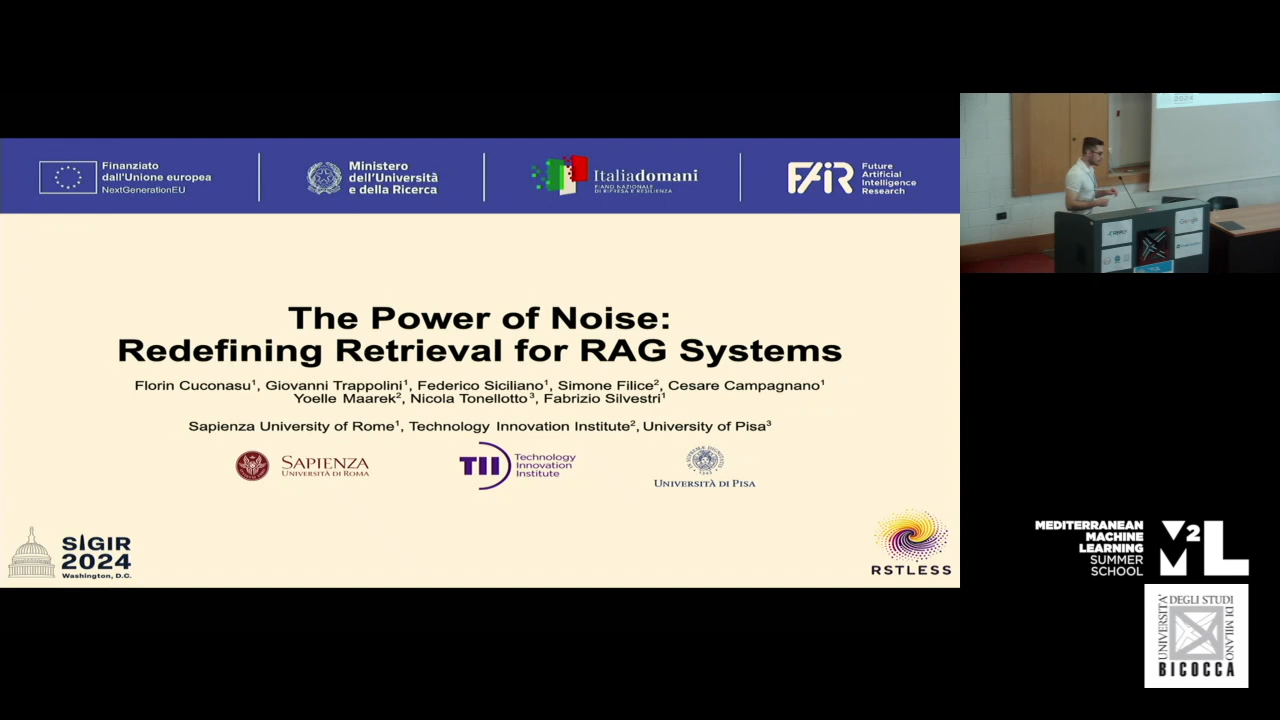 Finanziato
dall'Unione europea
NextGenerationEU
Ministero
dell'Università
e della Ricerca
Italiadomani
PIANO NAZIONALE
DI RIPRESA E RESILIENZA
FAIR
Future
Artificial
Intelligence
Research
The Power of Noise:
Redefining Retrieval for RAG Systems
Florin Cuconasu¹, Giovanni Trappolini¹, Federico Siciliano¹, Simone Filice², Cesare Campagnano¹
Yoelle Maarek², Nicola Tonellotto³, Fabrizio Silvestri¹
Sapienza University of Rome¹, Technology Innovation Institute², University of Pisa³
SAPIENZA
UNIVERSITÀ DI ROMA
TII
Technology
Innovation
Institute
UNIVERSITÀ DI PISA
SIGIR
2024
Washington, D.C.
RSTLESS
Google
MEDITERRANEAN
MACHINE
LEARNING
SUMMER
SCHOOL
M2L
UNIVERSITÀ
DEGLI STUDI
DI MILANO
BICOCCA